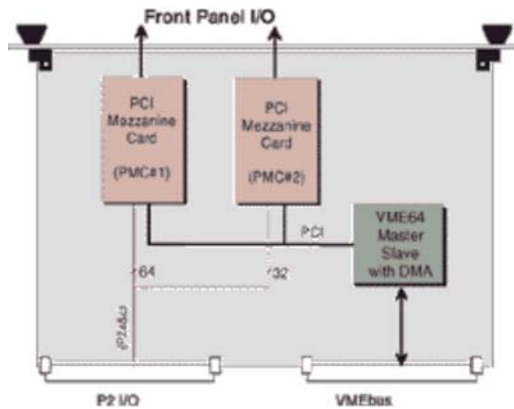 Front Panel I/O
PCI
Mezzanine
Card
(PMC#1)
PCI
Mezzanine
Card
(PMC#2)
PCI
VME64
Master
Slave
with DMA
64
32
P2 I/O
VMEbus